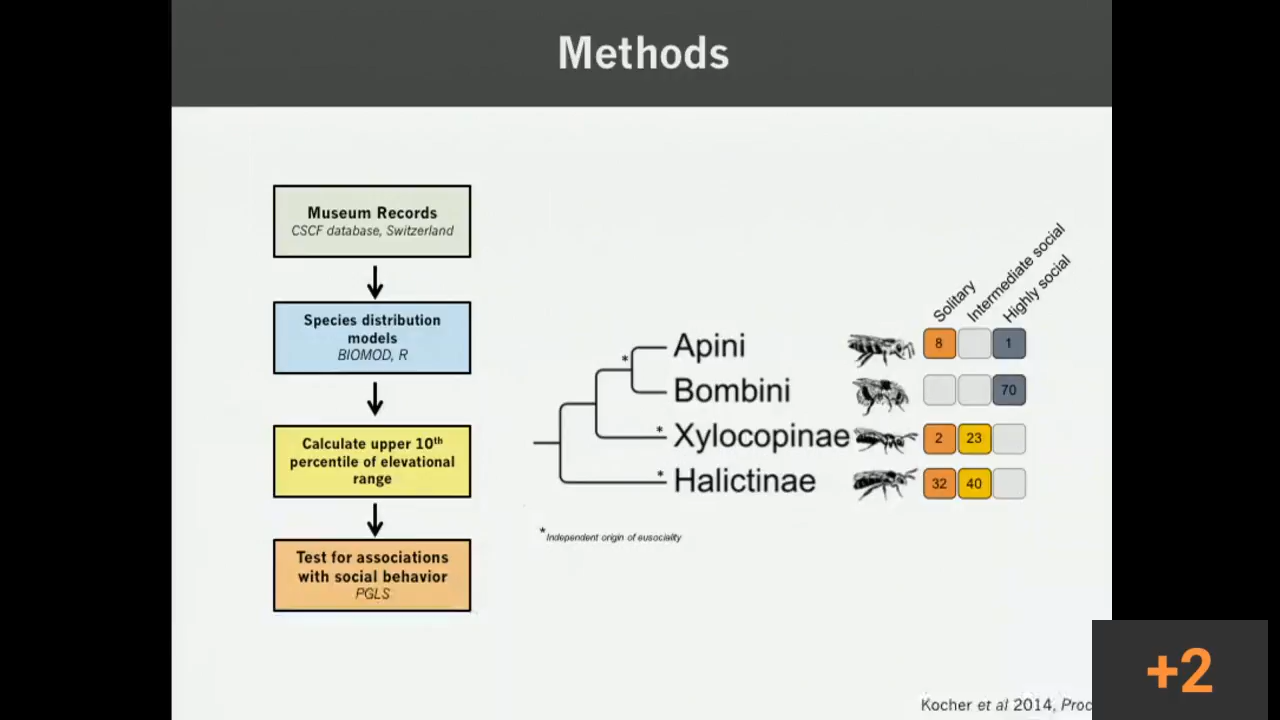 Methods
Museum Records
CSCF database, Switzerland
Species distribution
models
BIOMOD, R
Calculate upper 10th
percentile of elevational
range
Test for associations
with social behavior
PGLS
Solitary
Intermediate social
Highly social
* Apini 8 1
Bombini 70
* Xylocopinae 2 23
* Halictinae 32 40
*Independent origin of eusociality
Kocher et al 2014, Proc
+2